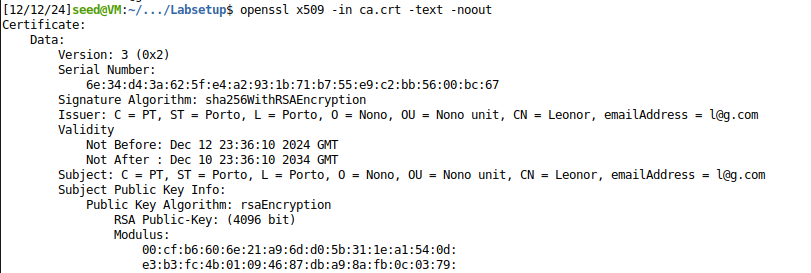 [12/12/24]seed@VM:~/.../Labsetup$ openssl x509 -in ca.crt -text -noout
Certificate:
    Data:
        Version: 3 (0x2)
        Serial Number:
            6e:34:d4:3a:62:5f:e4:a2:93:1b:71:b7:55:e9:c2:bb:56:00:bc:67
        Signature Algorithm: sha256WithRSAEncryption
        Issuer: C = PT, ST = Porto, L = Porto, O = Nono, OU = Nono unit, CN = Leonor, emailAddress = l@g.com
        Validity
            Not Before: Dec 12 23:36:10 2024 GMT
            Not After : Dec 10 23:36:10 2034 GMT
        Subject: C = PT, ST = Porto, L = Porto, O = Nono, OU = Nono unit, CN = Leonor, emailAddress = l@g.com
        Subject Public Key Info:
            Public Key Algorithm: rsaEncryption
                RSA Public-Key: (4096 bit)
                Modulus:
                    00:cf:b6:60:6e:21:a9:6d:d0:5b:31:1e:a1:54:0d:
                    e3:b3:fc:4b:01:09:46:87:db:a9:8a:fb:0c:03:79: